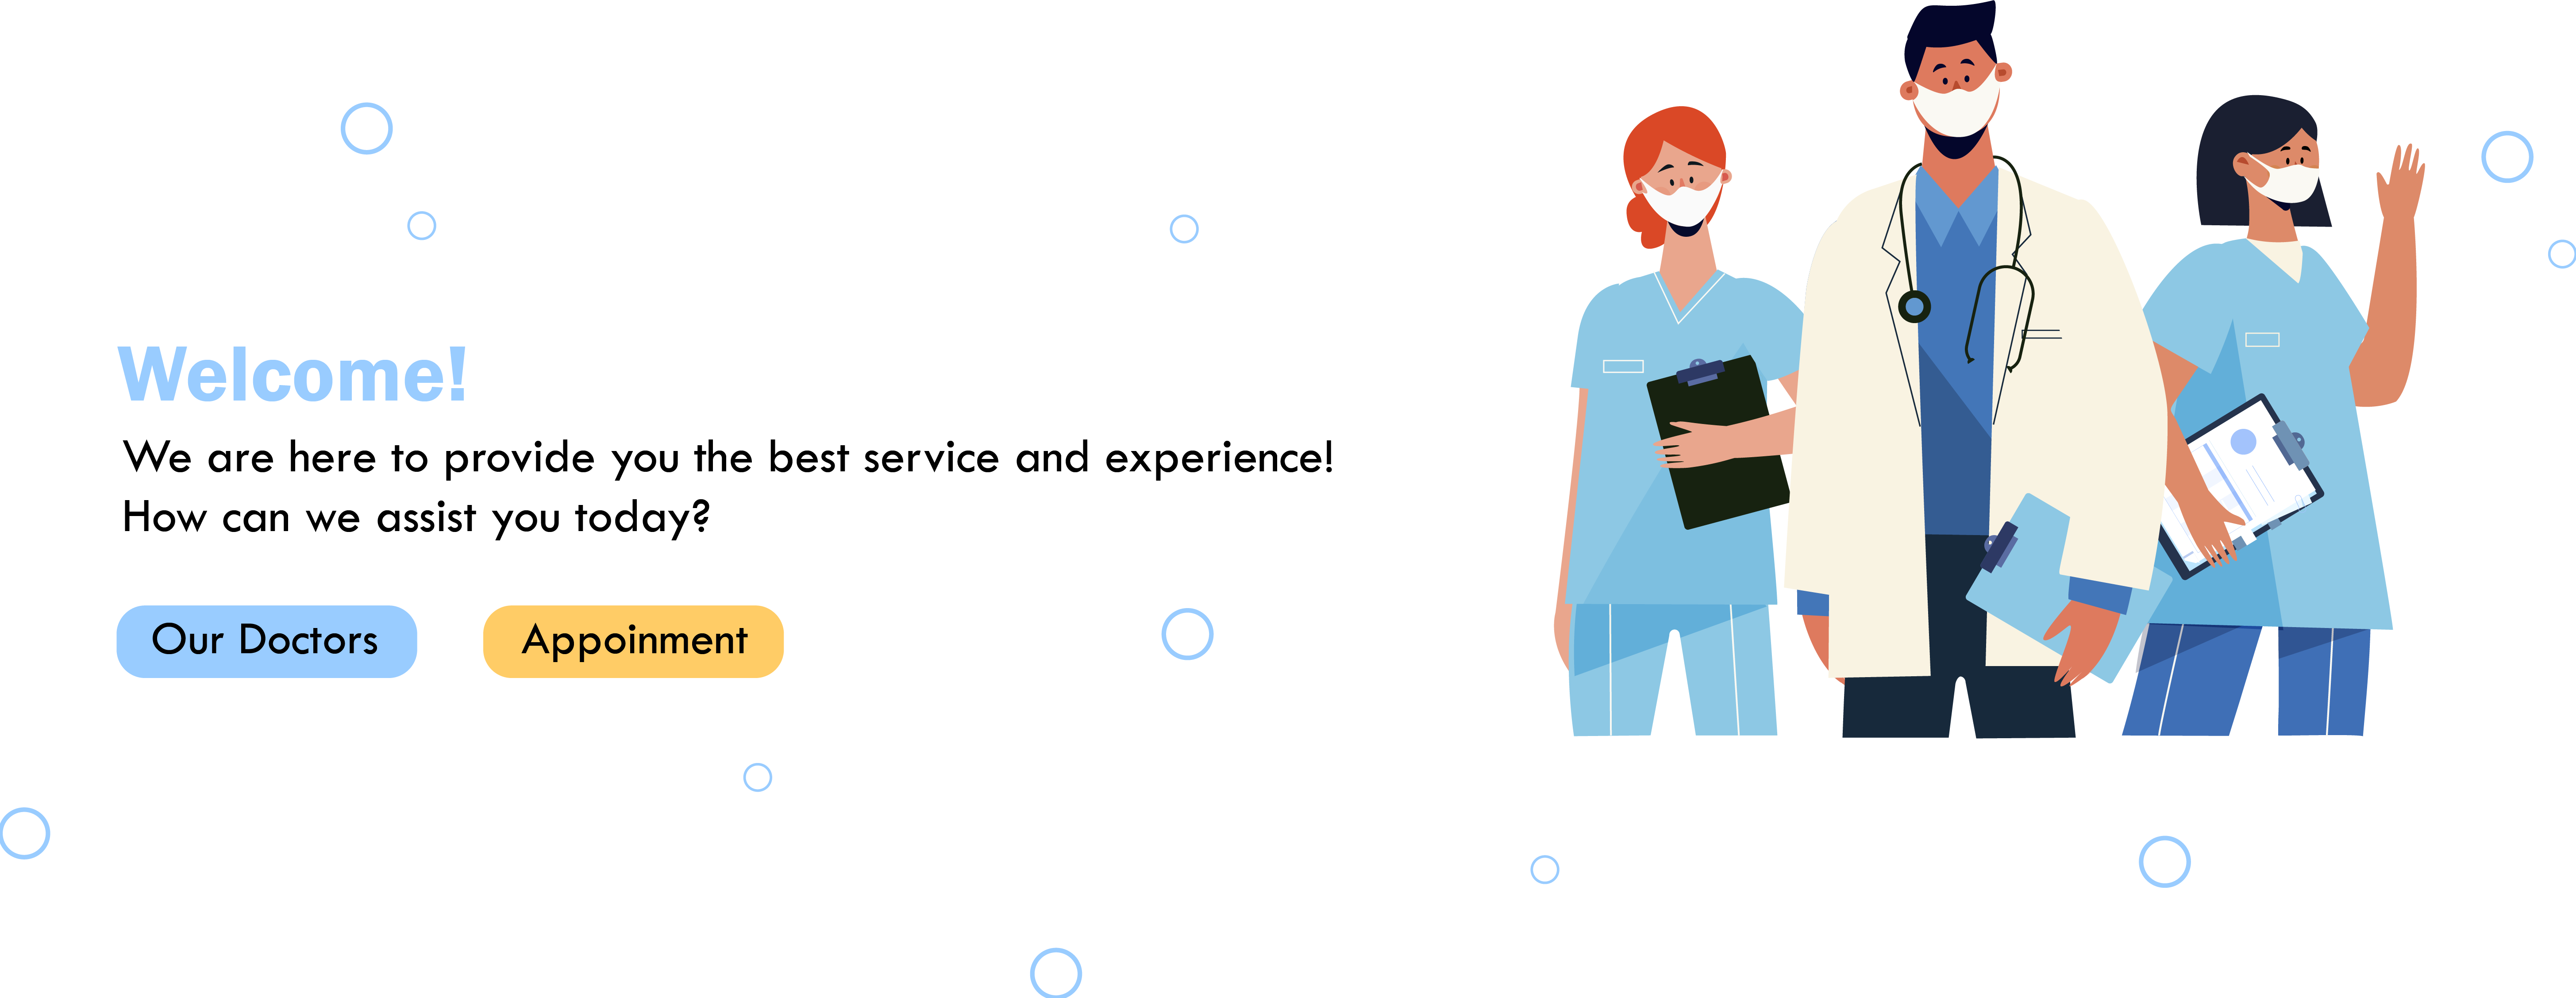 Welcome!
We are here to provide you the best service and experience!
How can we assist you today?
Our Doctors
Appoinment